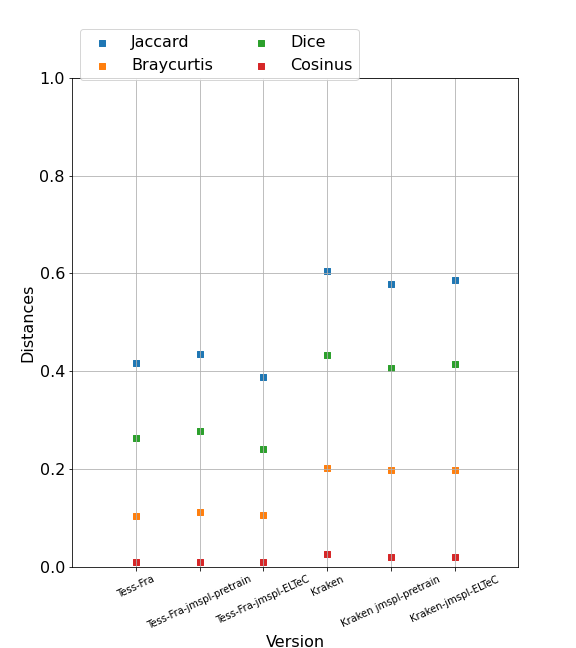 Jaccard
Dice
Braycurtis
Cosinus
1.0
0.8
0.6
0.4
0.2
0.0
Distances
Tess-Fra
Tess-Fra-jmspl-pretrain
Tess-Fra-jmspl-ELTeC
Kraken
Kraken jmspl-pretrain
Kraken-jmspl-ELTeC
Version